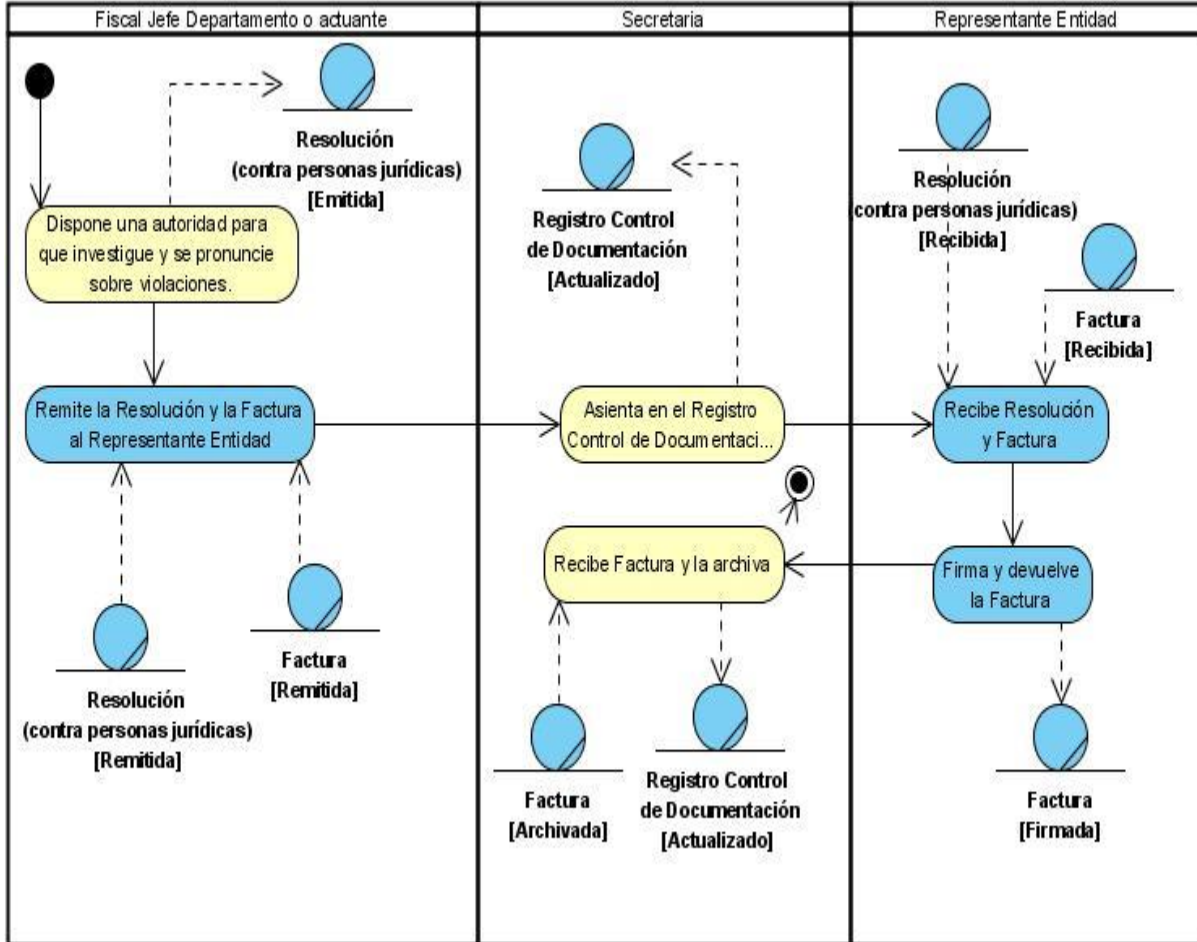 Fiscal Jefe Departamento o actuante
Secretaria
Representante Entidad
Resolución
(contra personas jurídicas)
[Emitida]
Dispone una autoridad para
que investigue y se pronuncie
sobre violaciones.
Remite la Resolución y la Factura
al Representante Entidad
Resolución
(contra personas jurídicas)
[Remitida]
Factura
[Remitida]
Registro Control
de Documentación
[Actualizado]
Asienta en el Registro
Control de Documentaci...
Recibe Factura y la archiva
Factura
[Archivada]
Registro Control
de Documentación
[Actualizado]
Resolución
(contra personas jurídicas)
[Recibida]
Factura
[Recibida]
Recibe Resolución
y Factura
Firma y devuelve
la Factura
Factura
[Firmada]